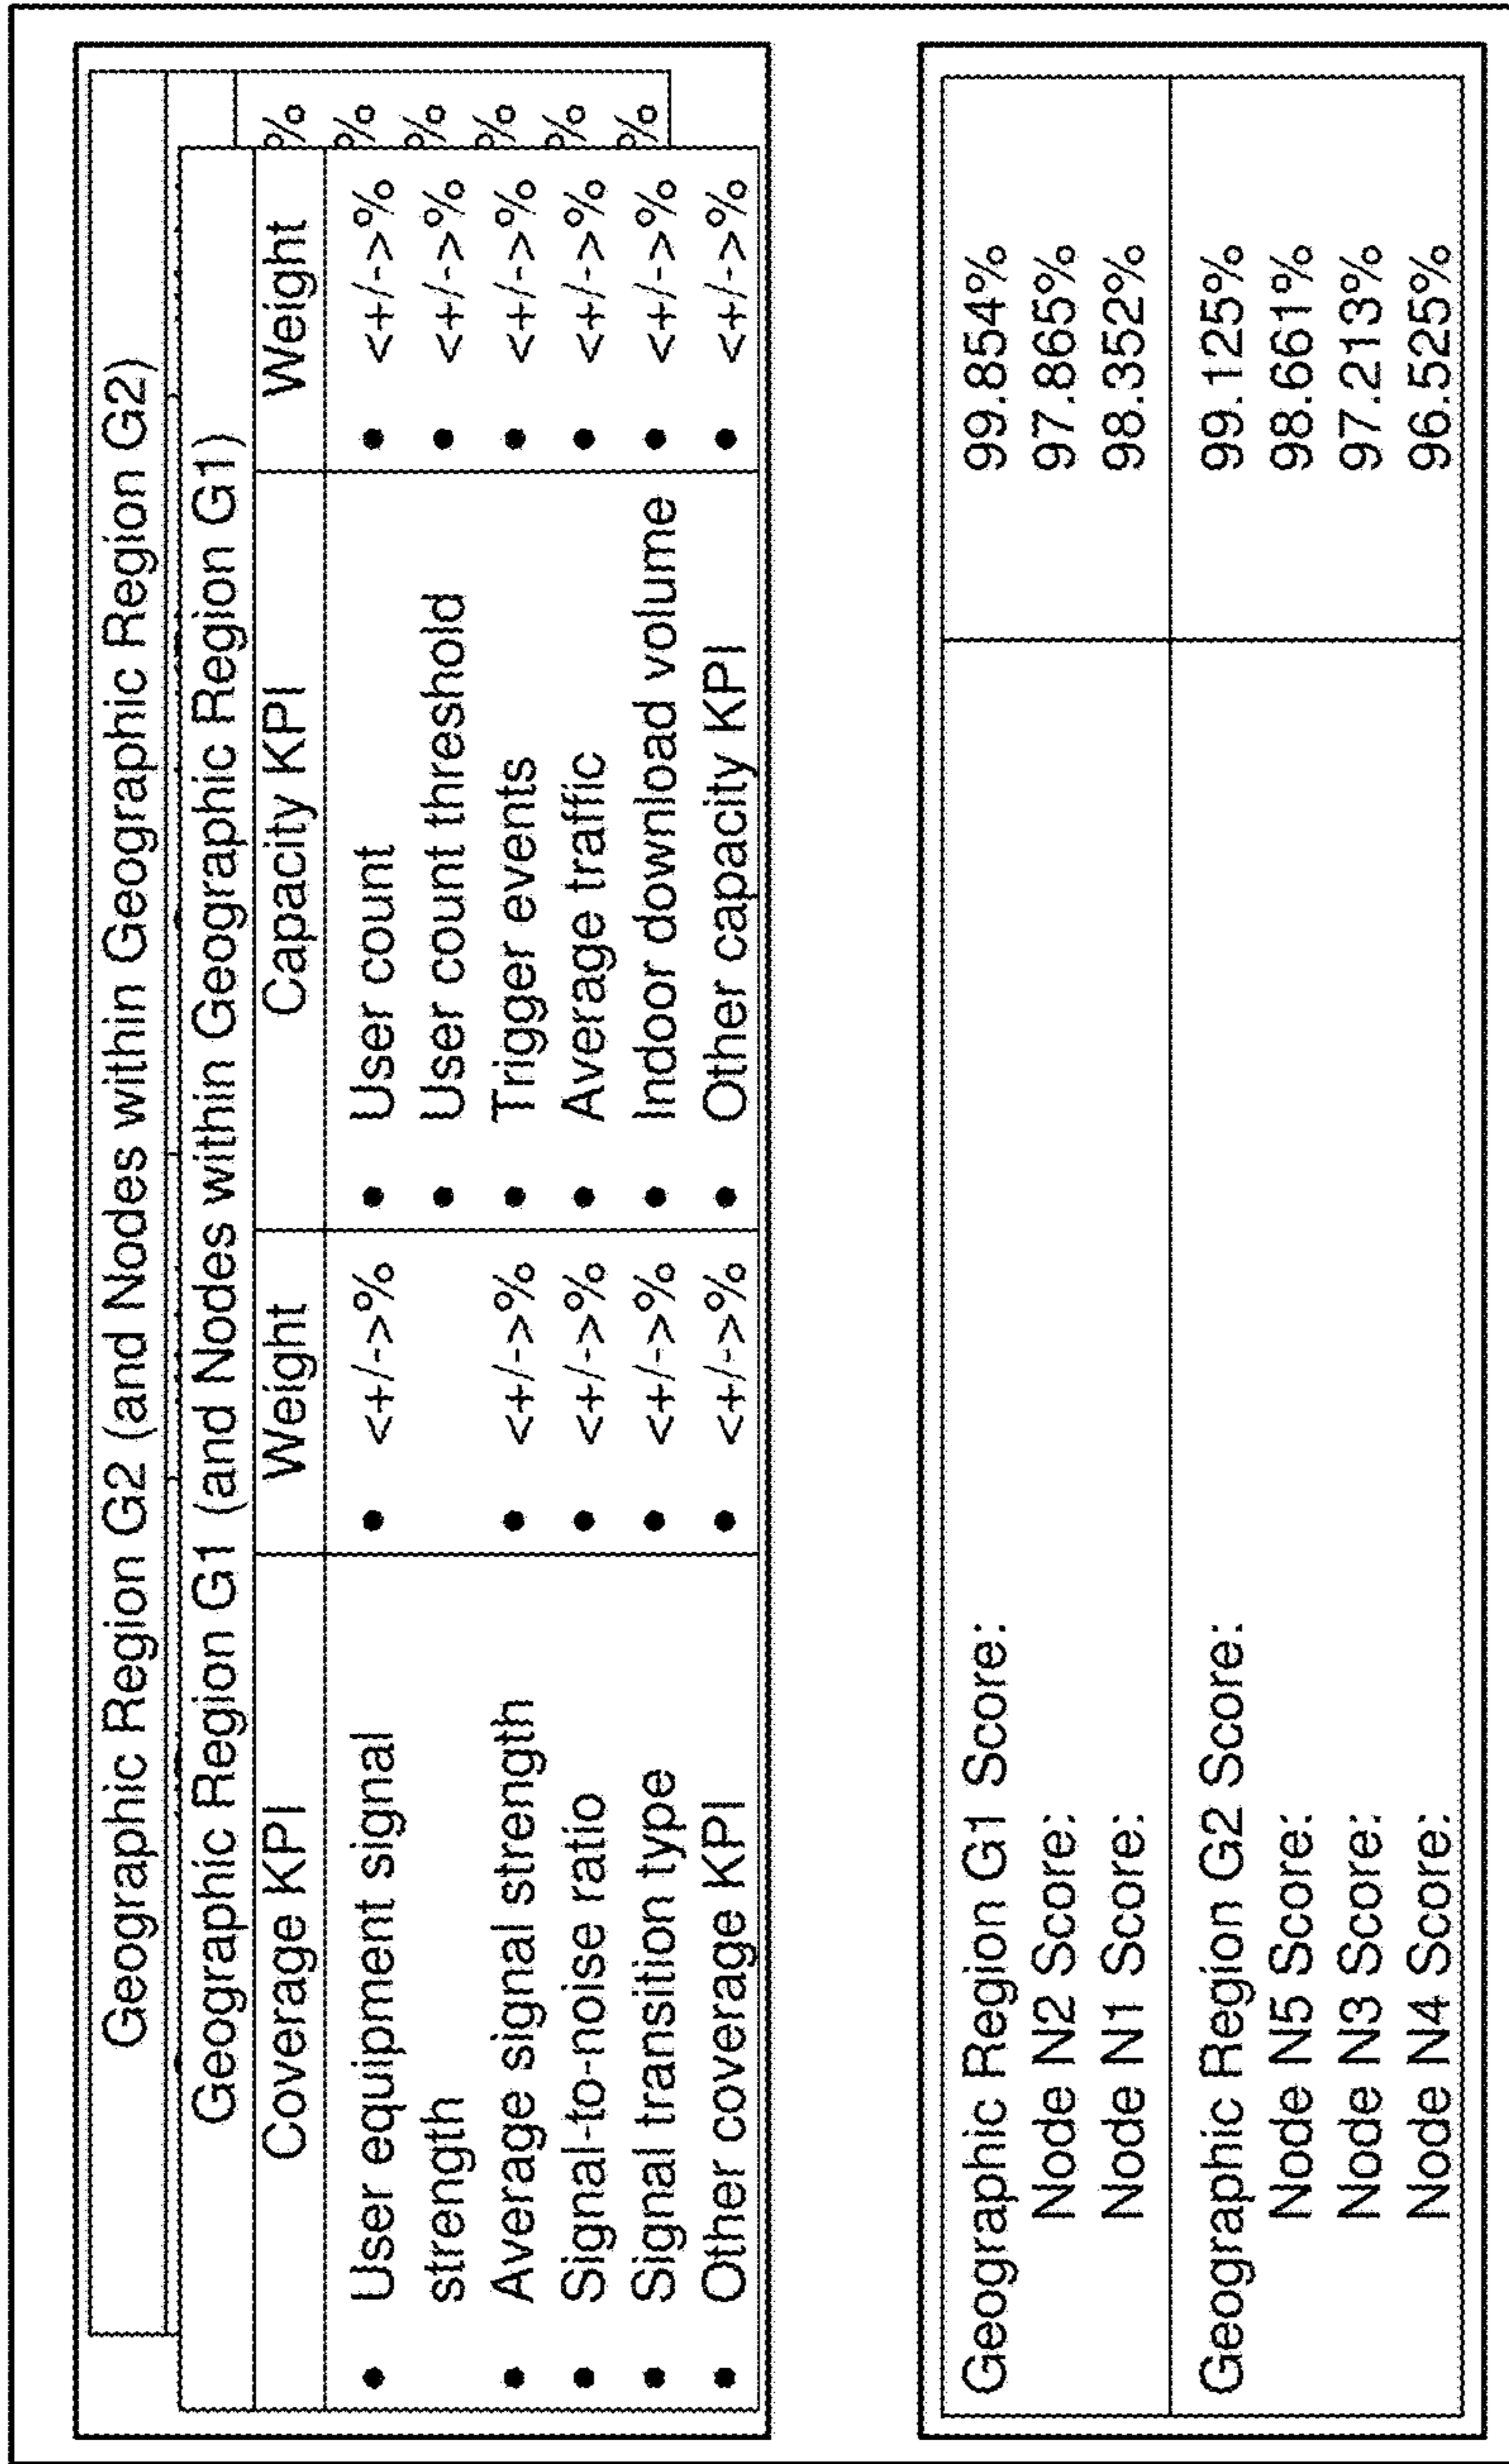 Geographic Region G2 (and Nodes within Geographic Region G2)
Geographic Region G1 (and Nodes within Geographic Region G1)
Coverage KPI Weight Capacity KPI Weight
• User equipment signal • <+/->% • User count • <+/->% %
strength • User count threshold • <+/->% %
• Average signal strength • <+/->% • Trigger events • <+/->% %
• Signal-to-noise ratio • <+/->% • Average traffic • <+/->% %
• Signal transition type • <+/->% • Indoor download volume • <+/->% %
• Other coverage KPI • <+/->% • Other capacity KPI • <+/->% %
Geographic Region G1 Score: 99.854%
Node N2 Score: 97.865%
Node N1 Score: 98.352%
Geographic Region G2 Score: 99.125%
Node N5 Score: 98.661%
Node N3 Score: 97.213%
Node N4 Score: 96.525%